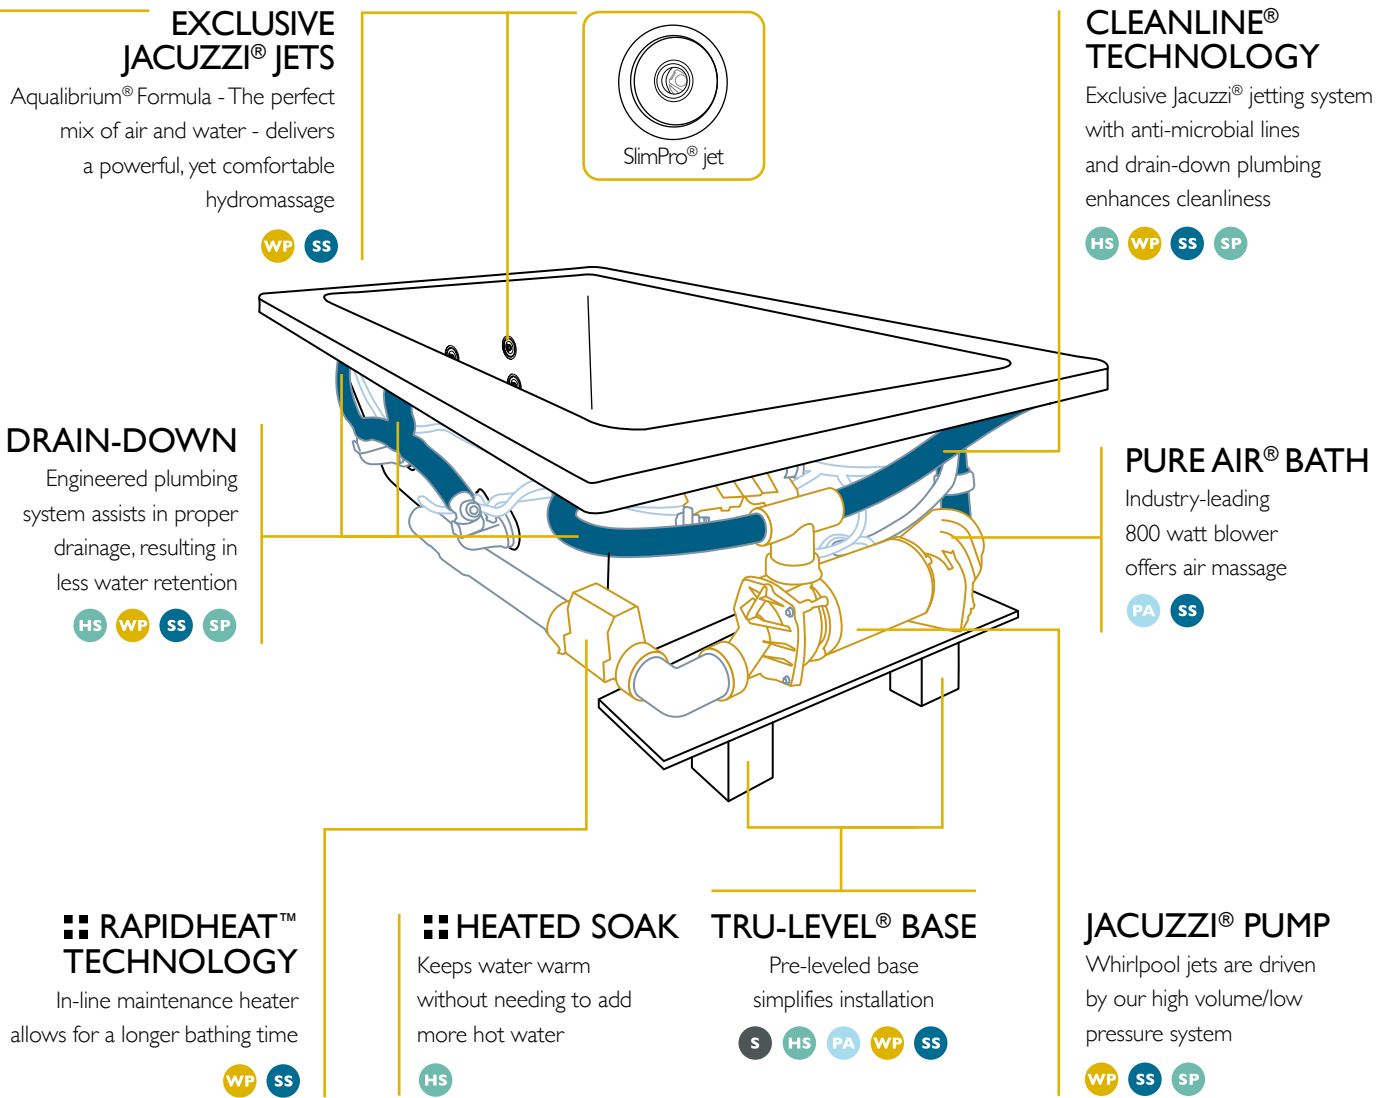 EXCLUSIVE
JACUZZI® JETS
Aqualibrium® Formula - The perfect
mix of air and water - delivers
a powerful, yet comfortable
hydromassage
WP SS
SlimPro® jet
CLEANLINE®
TECHNOLOGY
Exclusive Jacuzzi® jetting system
with anti-microbial lines
and drain-down plumbing
enhances cleanliness
HS WP SS SP
DRAIN-DOWN
Engineered plumbing
system assists in proper
drainage, resulting in
less water retention
HS WP SS SP
PURE AIR® BATH
Industry-leading
800 watt blower
offers air massage
PA SS
RAPIDHEAT™
TECHNOLOGY
In-line maintenance heater
allows for a longer bathing time
WP SS
HEATED SOAK
Keeps water warm
without needing to add
more hot water
HS
TRU-LEVEL® BASE
Pre-leveled base
simplifies installation
S HS PA WP SS
JACUZZI® PUMP
Whirlpool jets are driven
by our high volume/low
pressure system
WP SS SP